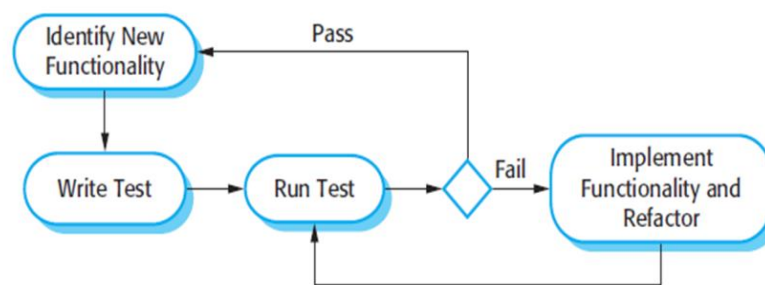 Identify New
Functionality
Pass
Write Test
Run Test
Fail
Implement
Functionality and
Refactor